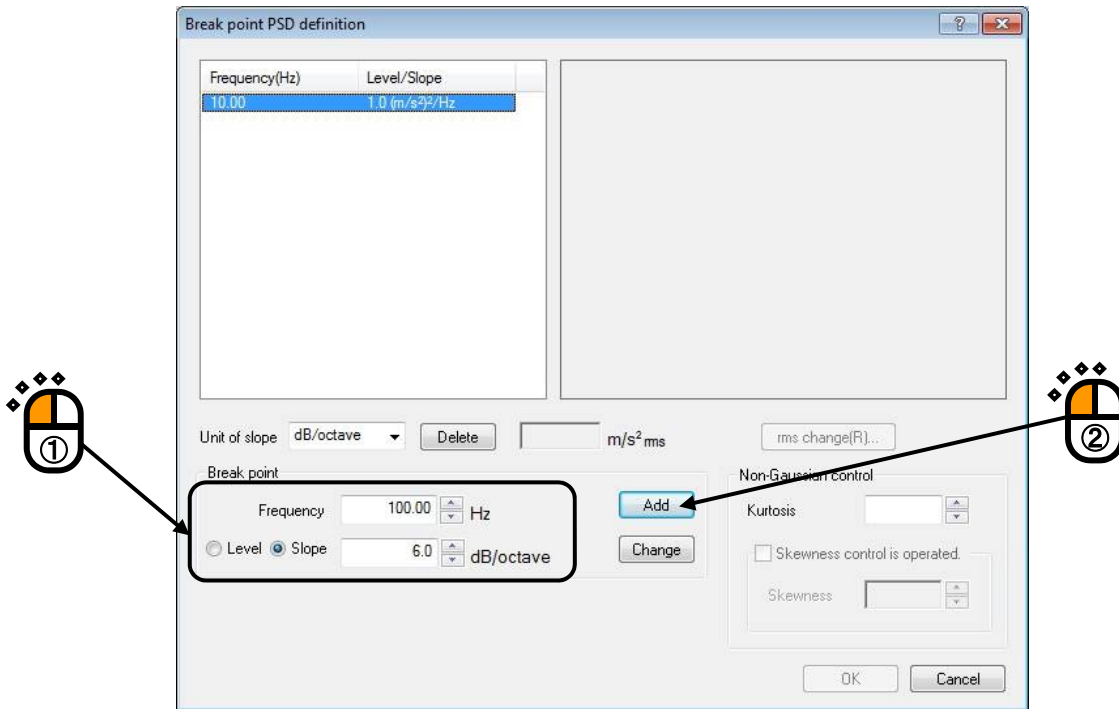 Break point PSD definition
Frequency(Hz) Level/Slope
10.00 1.0 (m/s²)²/Hz
①
②
Unit of slope dB/octave Delete m/s² rms rms change(R)...
Break point
Frequency 100.00 Hz
Level Slope 6.0 dB/octave
Add
Change
Non-Gaussian control
Kurtosis
Skewness control is operated.
Skewness
OK Cancel